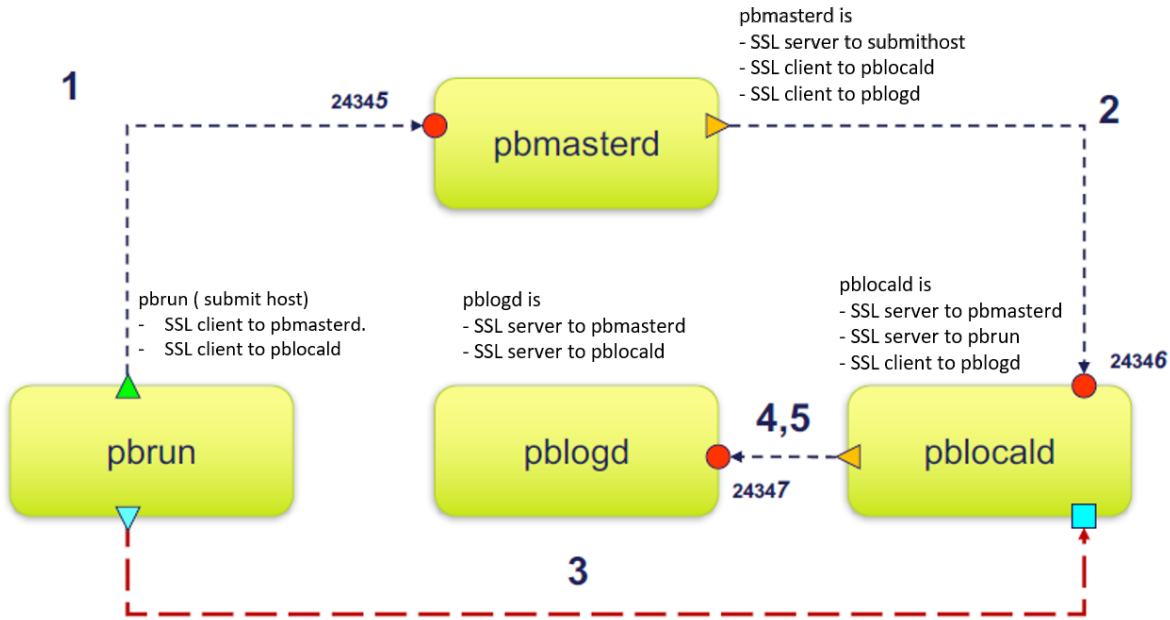 pbmasterd is
- SSL server to submithost
- SSL client to pblocald
- SSL client to pblogd
1
24345
pbmasterd
2
pbrun ( submit host)
- SSL client to pbmasterd.
- SSL client to pblocald
pblogd is
- SSL server to pbmasterd
- SSL server to pblocald
pblocald is
- SSL server to pbmasterd
- SSL server to pbrun
- SSL client to pblogd
24346
pbrun
pblogd
4,5
24347
pblocald
3